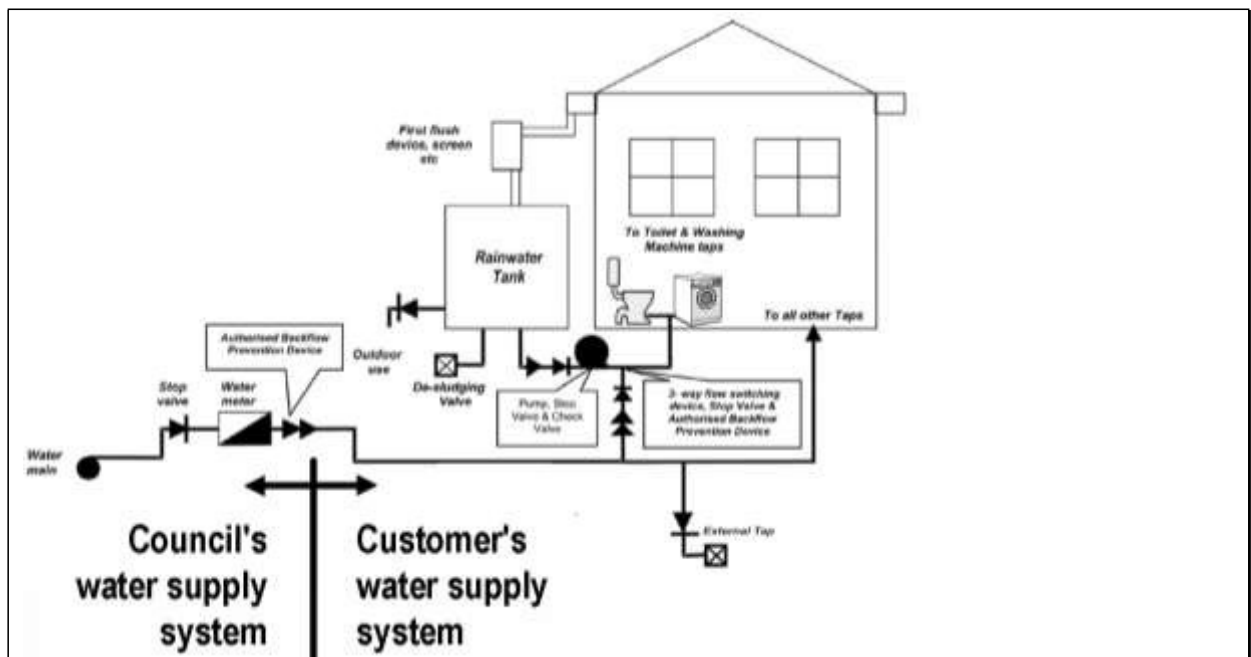 First flush
device, screen
etc
To Toilet & Washing
Machine taps
Rainwater
Tank
To all other Taps
Authorised Backflow
Prevention Device
Outdoor
use
De-sludging
Valve
Stop
valve
Water
meter
Pump, Stop
Valve & Check
Valve
3- way flow switching
device, Stop Valve &
Authorised Backflow
Prevention Device
Water
main
External Tap
Council's
water supply
system
Customer's
water supply
system